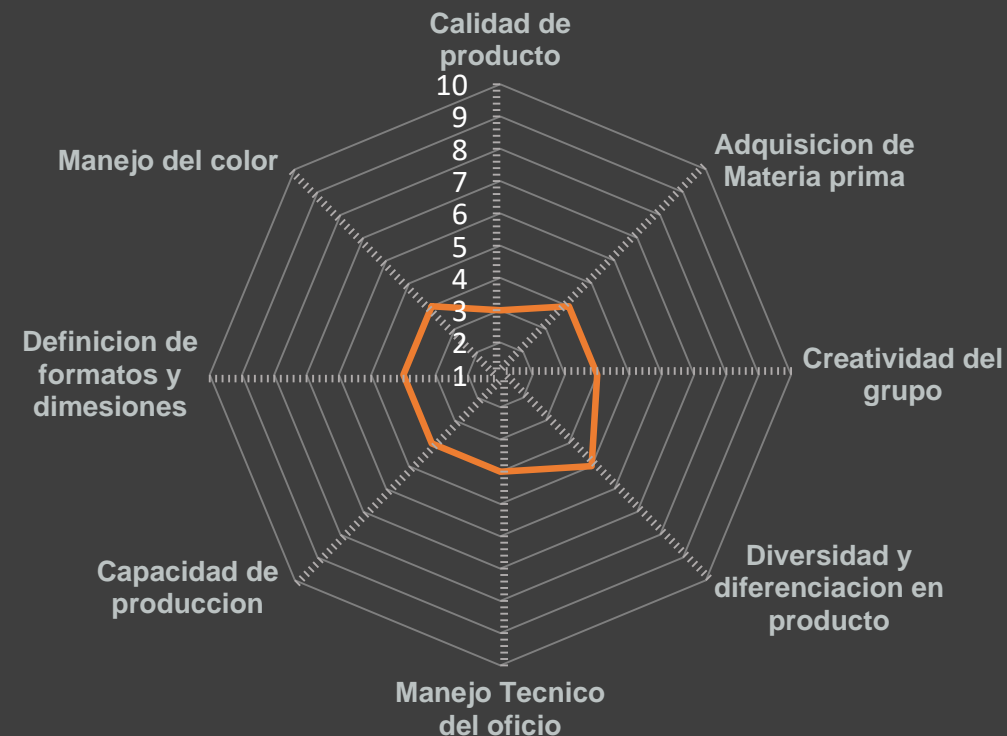 Calidad de
producto
10
9
8
7
6
5
4
3
2
1
Adquisicion de
Materia prima
Creatividad del
grupo
Diversidad y
diferenciacion en
producto
Manejo Tecnico
del oficio
Capacidad de
produccion
Definicion de
formatos y
dimesiones
Manejo del color